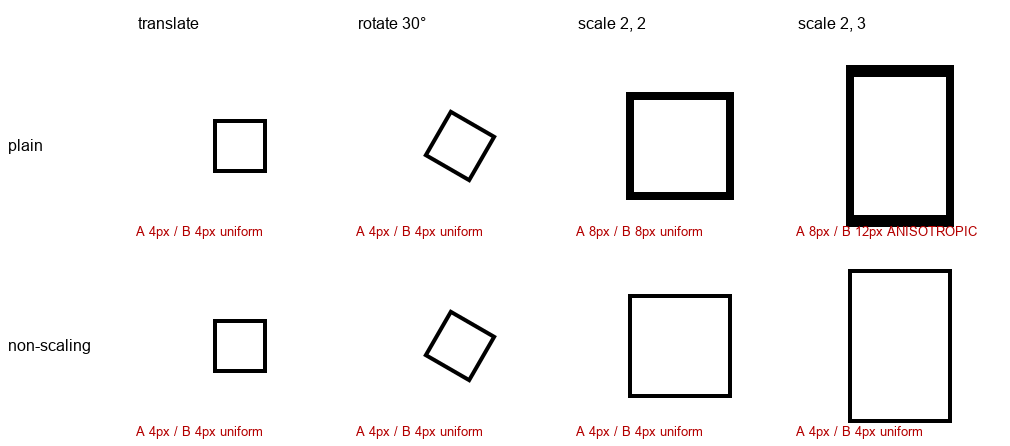 translate rotate 30° scale 2, 2 scale 2, 3
plain
A 4px / B 4px uniform A 4px / B 4px uniform A 8px / B 8px uniform A 8px / B 12px ANISOTROPIC
non-scaling
A 4px / B 4px uniform A 4px / B 4px uniform A 4px / B 4px uniform A 4px / B 4px uniform